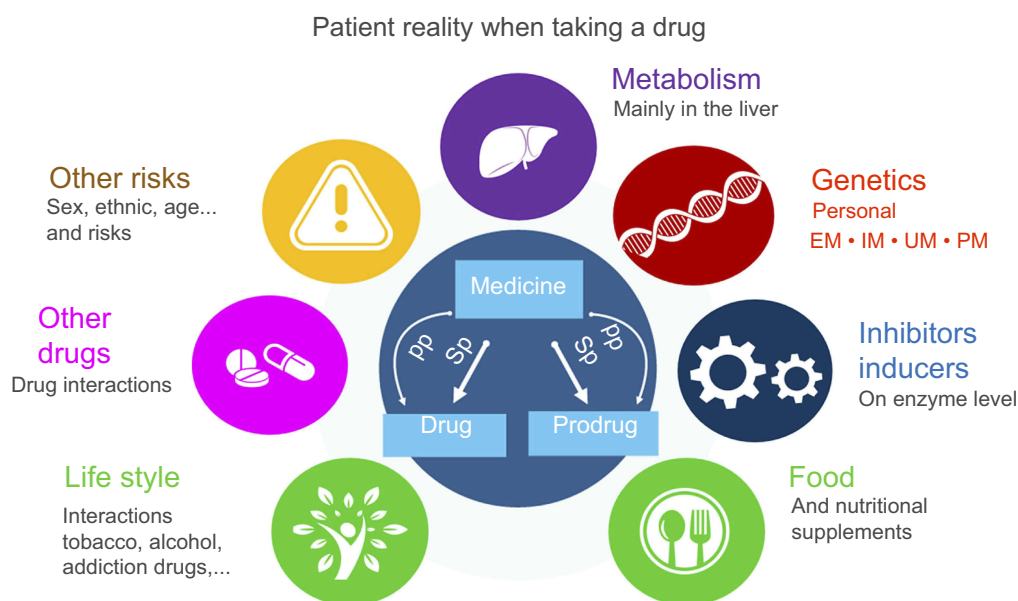 Patient reality when taking a drug
Metabolism
Mainly in the liver
Other risks
Sex, ethnic, age...
and risks
Genetics
Personal
EM • IM • UM • PM
Medicine
pp
Sp
Sp
pp
Drug
Prodrug
Other
drugs
Drug interactions
Inhibitors
inducers
On enzyme level
Life style
Interactions
tobacco, alcohol,
addiction drugs,...
Food
And nutritional
supplements